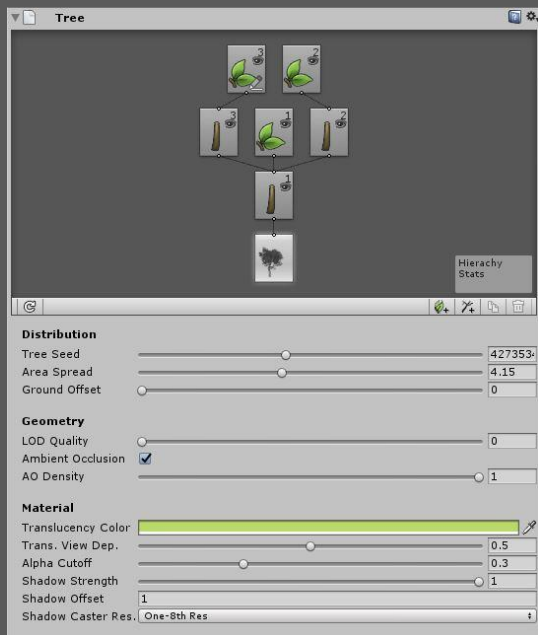 Tree
3
2
3
1
2
1
Hierachy
Stats
Distribution
Tree Seed 427353
Area Spread 4.15
Ground Offset 0
Geometry
LOD Quality 0
Ambient Occlusion
AO Density 1
Material
Translucency Color
Trans. View Dep. 0.5
Alpha Cutoff 0.3
Shadow Strength 1
Shadow Offset 1
Shadow Caster Res. One-8th Res